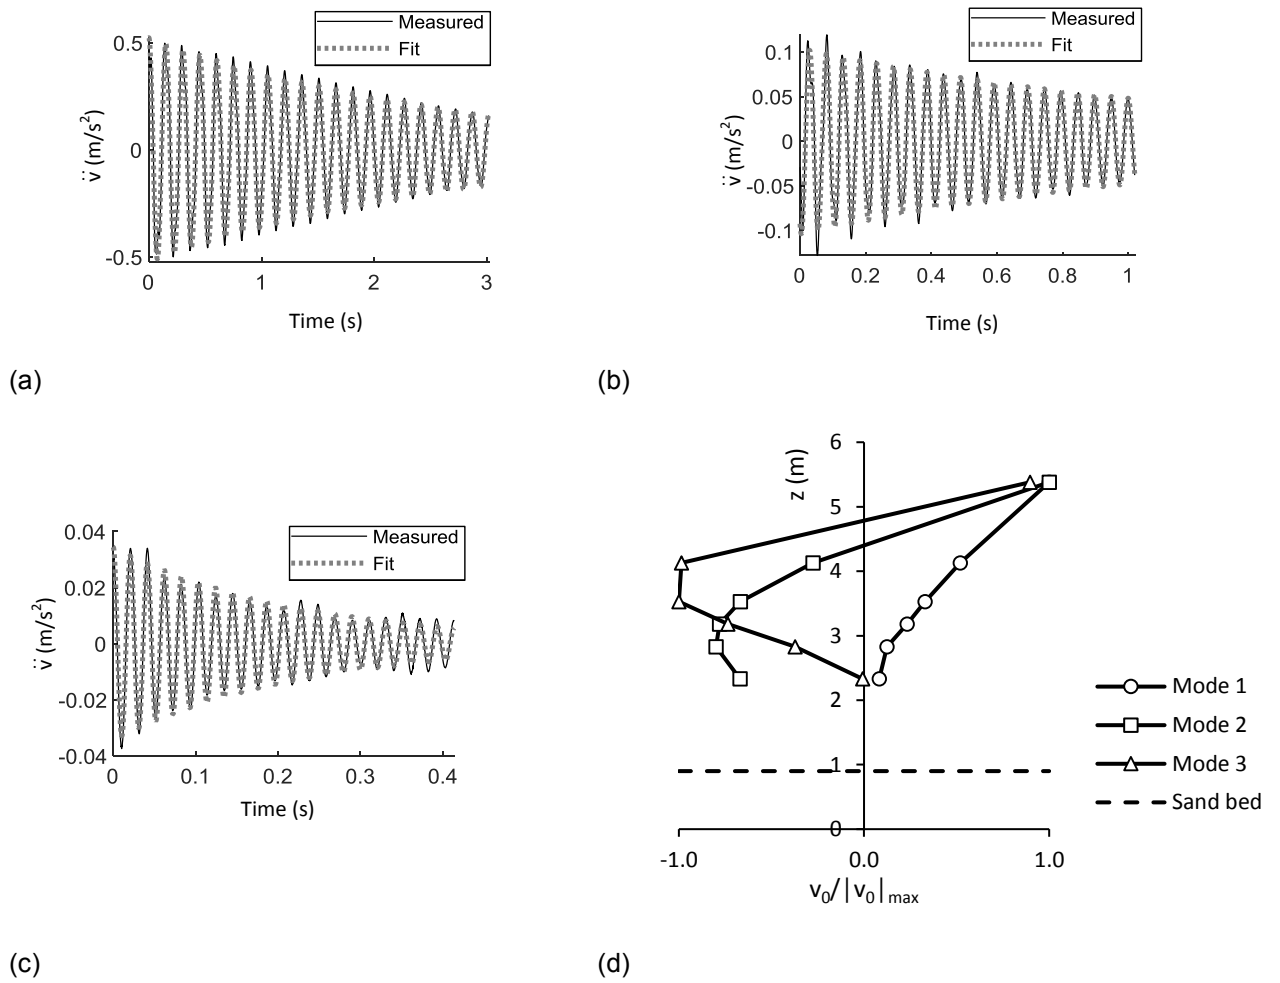 Measured
Fit
0.5
0
-0.5
v̈ (m/s²)
0 1 2 3
Time (s)
(a)
Measured
Fit
0.1
0.05
0
-0.05
-0.1
v̈ (m/s²)
0 0.2 0.4 0.6 0.8 1
Time (s)
(b)
Measured
Fit
0.04
0.02
0
-0.02
-0.04
v̈ (m/s²)
0 0.1 0.2 0.3 0.4
Time (s)
(c)
z (m)
6
5
4
3
2
1
0
-1.0 0.0 1.0
v₀/|v₀|max
Mode 1
Mode 2
Mode 3
Sand bed
(d)